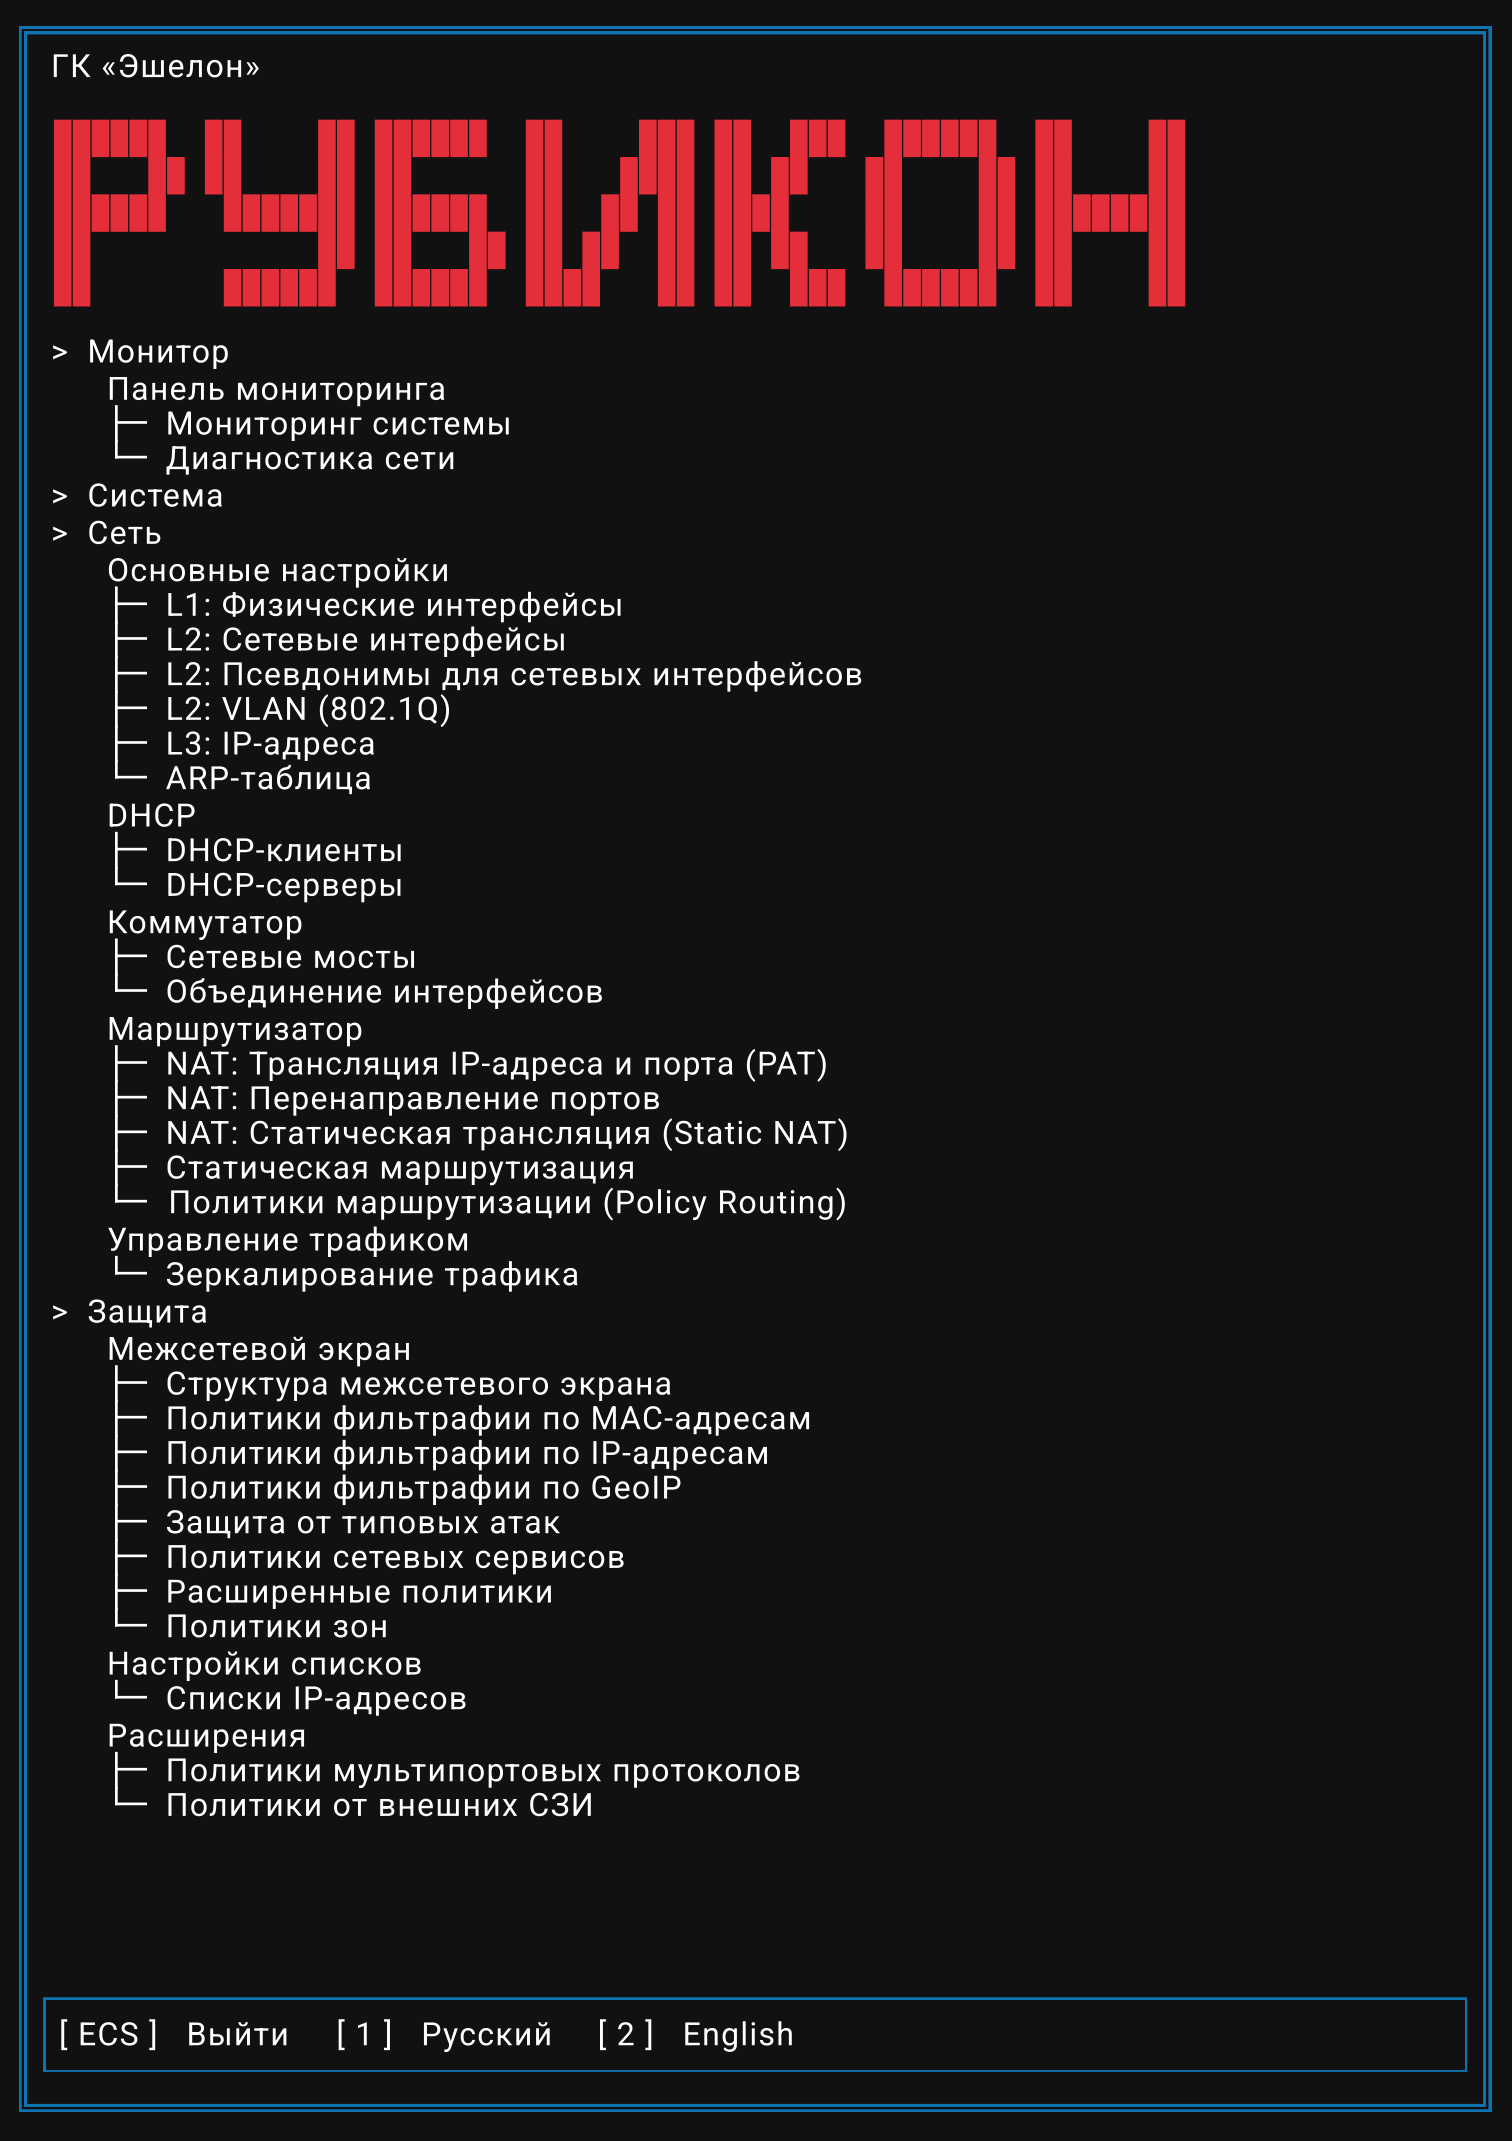 ГК «Эшелон»
РУБИКОН
> Монитор
Панель мониторинга
├─ Мониторинг системы
└─ Диагностика сети
> Система
> Сеть
Основные настройки
├─ L1: Физические интерфейсы
├─ L2: Сетевые интерфейсы
├─ L2: Псевдонимы для сетевых интерфейсов
├─ L2: VLAN (802.1Q)
├─ L3: IP-адреса
└─ ARP-таблица
DHCP
├─ DHCP-клиенты
└─ DHCP-серверы
Коммутатор
├─ Сетевые мосты
└─ Объединение интерфейсов
Маршрутизатор
├─ NAT: Трансляция IP-адреса и порта (PAT)
├─ NAT: Перенаправление портов
├─ NAT: Статическая трансляция (Static NAT)
├─ Статическая маршрутизация
└─ Политики маршрутизации (Policy Routing)
Управление трафиком
└─ Зеркалирование трафика
> Защита
Межсетевой экран
├─ Структура межсетевого экрана
├─ Политики фильтрафии по MAC-адресам
├─ Политики фильтрафии по IP-адресам
├─ Политики фильтрафии по GeoIP
├─ Защита от типовых атак
├─ Политики сетевых сервисов
├─ Расширенные политики
└─ Политики зон
Настройки списков
└─ Списки IP-адресов
Расширения
├─ Политики мультипортовых протоколов
└─ Политики от внешних СЗИ
[ ECS ] Выйти [ 1 ] Русский [ 2 ] English